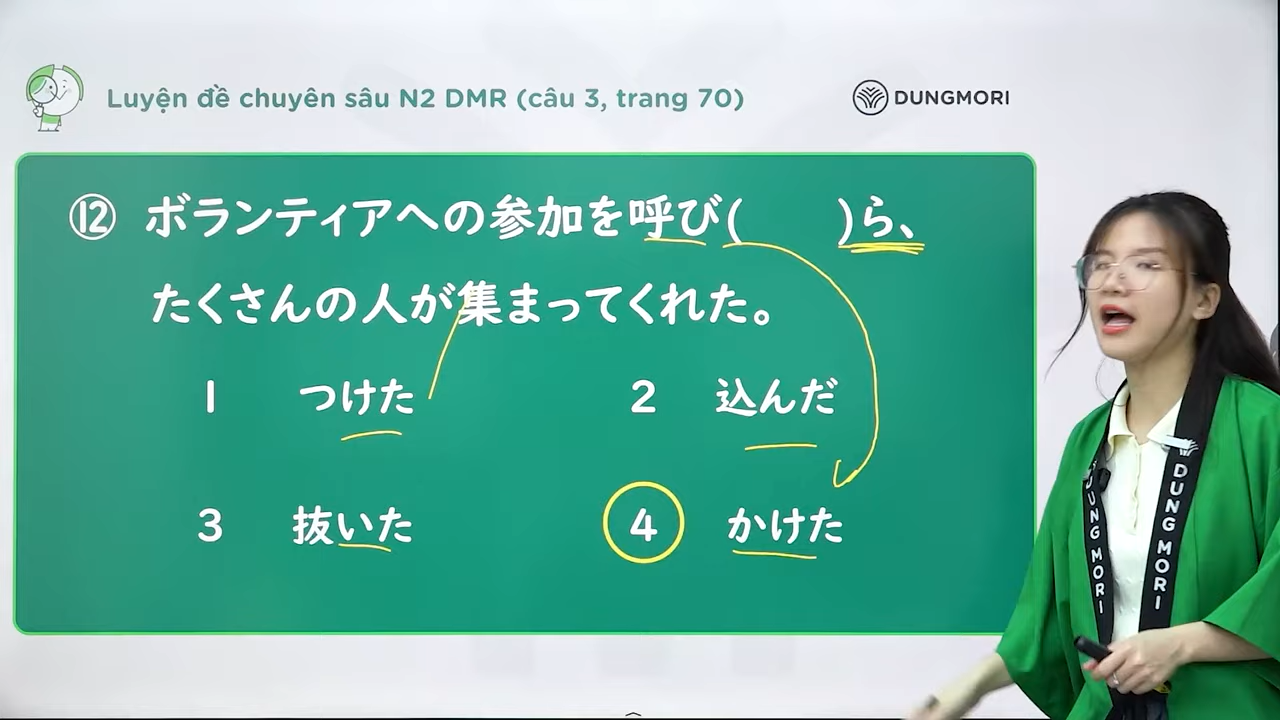 Luyện đề chuyên sâu N2 DMR (câu 3, trang 70)
DUNGMORI
⑫ ボランティアへの参加を呼び( )ら、
たくさんの人が集まってくれた。
1 つけた
2 込んだ
3 抜いた
4 かけた
DUNG MORI
DUNG MORI